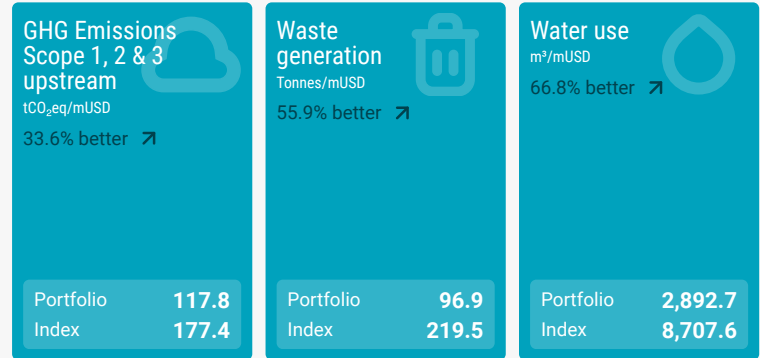 GHG Emissions
Scope 1, 2 & 3
upstream
tCO₂eq/mUSD
33.6% better
Portfolio 117.8
Index 177.4
Waste
generation
Tonnes/mUSD
55.9% better
Portfolio 96.9
Index 219.5
Water use
m³/mUSD
66.8% better
Portfolio 2,892.7
Index 8,707.6